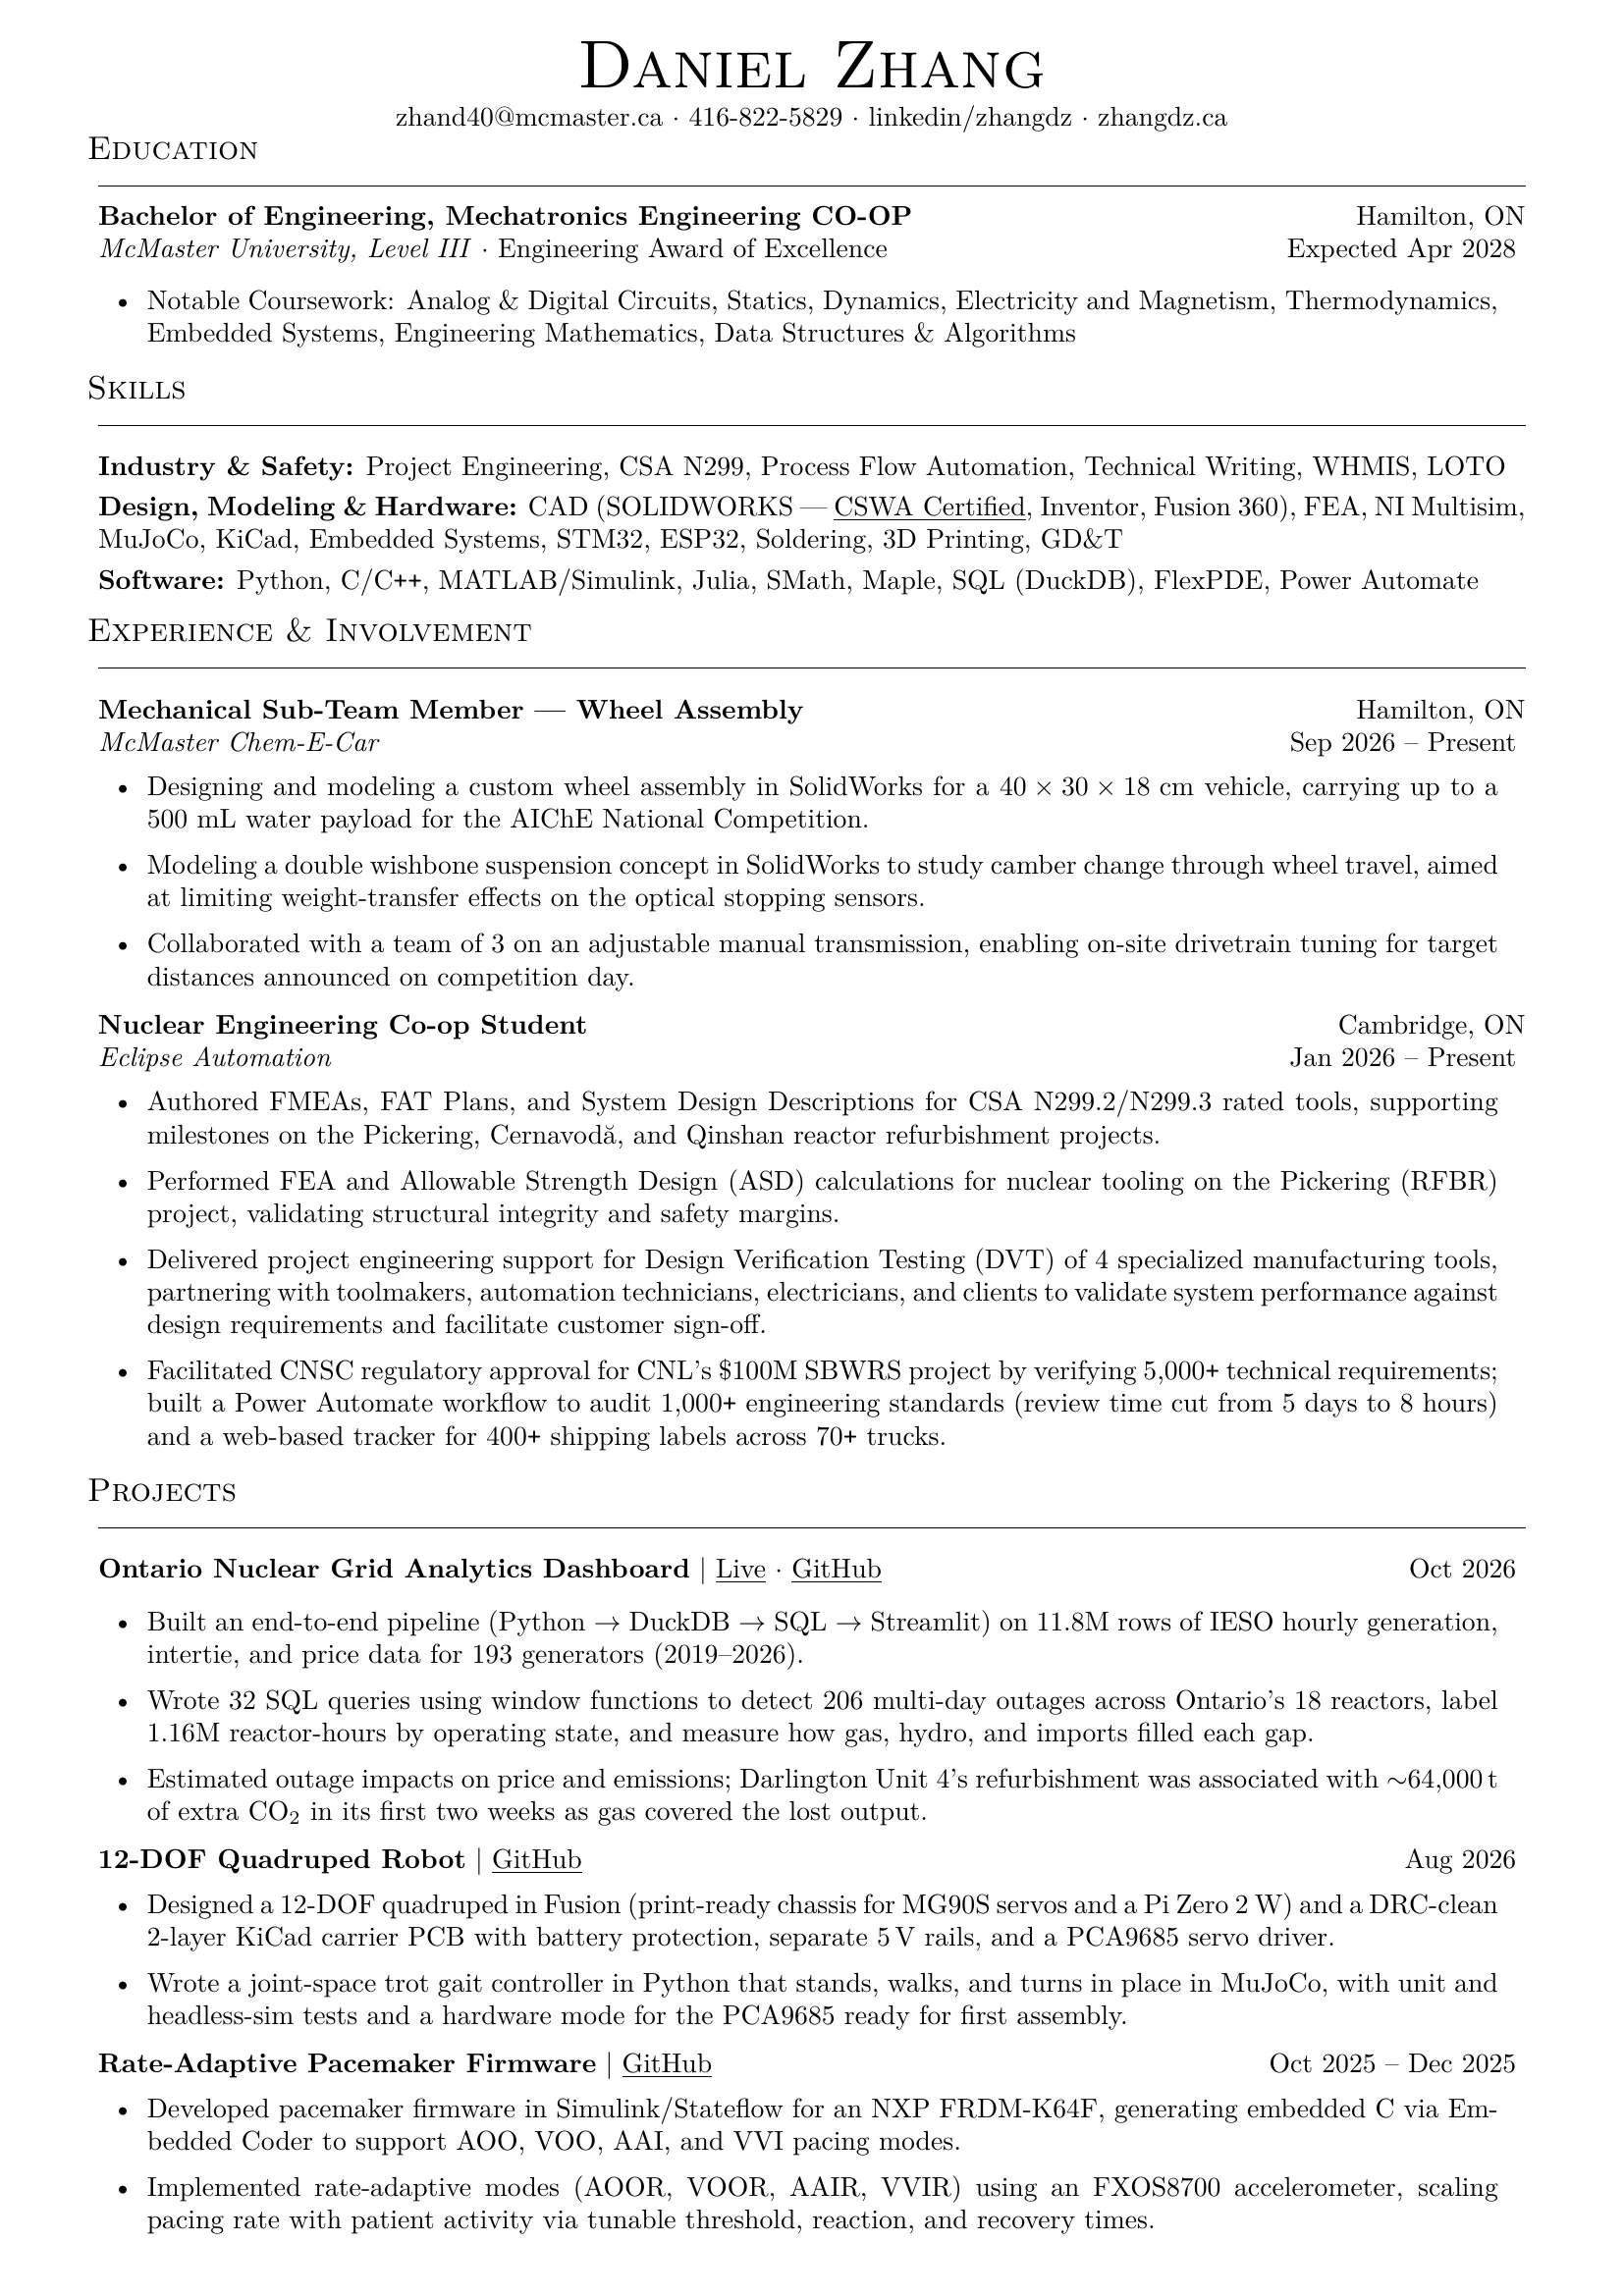 DANIEL ZHANG
zhand40@mcmaster.ca · 416-822-5829 · linkedin/zhangdz · zhangdz.ca
EDUCATION
Bachelor of Engineering, Mechatronics Engineering CO-OP Hamilton, ON
McMaster University, Level III · Engineering Award of Excellence Expected Apr 2028
• Notable Coursework: Analog & Digital Circuits, Statics, Dynamics, Electricity and Magnetism, Thermodynamics,
Embedded Systems, Engineering Mathematics, Data Structures & Algorithms
SKILLS
Industry & Safety: Project Engineering, CSA N299, Process Flow Automation, Technical Writing, WHMIS, LOTO
Design, Modeling & Hardware: CAD (SOLIDWORKS — CSWA Certified, Inventor, Fusion 360), FEA, NI Multisim,
MuJoCo, KiCad, Embedded Systems, STM32, ESP32, Soldering, 3D Printing, GD&T
Software: Python, C/C++, MATLAB/Simulink, Julia, SMath, Maple, SQL (DuckDB), FlexPDE, Power Automate
EXPERIENCE & INVOLVEMENT
Mechanical Sub-Team Member — Wheel Assembly Hamilton, ON
McMaster Chem-E-Car Sep 2026 – Present
• Designing and modeling a custom wheel assembly in SolidWorks for a 40 × 30 × 18 cm vehicle, carrying up to a
500 mL water payload for the AIChE National Competition.
• Modeling a double wishbone suspension concept in SolidWorks to study camber change through wheel travel, aimed
at limiting weight-transfer effects on the optical stopping sensors.
• Collaborated with a team of 3 on an adjustable manual transmission, enabling on-site drivetrain tuning for target
distances announced on competition day.
Nuclear Engineering Co-op Student Cambridge, ON
Eclipse Automation Jan 2026 – Present
• Authored FMEAs, FAT Plans, and System Design Descriptions for CSA N299.2/N299.3 rated tools, supporting
milestones on the Pickering, Cernavodă, and Qinshan reactor refurbishment projects.
• Performed FEA and Allowable Strength Design (ASD) calculations for nuclear tooling on the Pickering (RFBR)
project, validating structural integrity and safety margins.
• Delivered project engineering support for Design Verification Testing (DVT) of 4 specialized manufacturing tools,
partnering with toolmakers, automation technicians, electricians, and clients to validate system performance against
design requirements and facilitate customer sign-off.
• Facilitated CNSC regulatory approval for CNL's $100M SBWRS project by verifying 5,000+ technical requirements;
built a Power Automate workflow to audit 1,000+ engineering standards (review time cut from 5 days to 8 hours)
and a web-based tracker for 400+ shipping labels across 70+ trucks.
PROJECTS
Ontario Nuclear Grid Analytics Dashboard | Live · GitHub Oct 2026
• Built an end-to-end pipeline (Python → DuckDB → SQL → Streamlit) on 11.8M rows of IESO hourly generation,
intertie, and price data for 193 generators (2019–2026).
• Wrote 32 SQL queries using window functions to detect 206 multi-day outages across Ontario's 18 reactors, label
1.16M reactor-hours by operating state, and measure how gas, hydro, and imports filled each gap.
• Estimated outage impacts on price and emissions; Darlington Unit 4's refurbishment was associated with ~64,000 t
of extra CO₂ in its first two weeks as gas covered the lost output.
12-DOF Quadruped Robot | GitHub Aug 2026
• Designed a 12-DOF quadruped in Fusion (print-ready chassis for MG90S servos and a Pi Zero 2 W) and a DRC-clean
2-layer KiCad carrier PCB with battery protection, separate 5 V rails, and a PCA9685 servo driver.
• Wrote a joint-space trot gait controller in Python that stands, walks, and turns in place in MuJoCo, with unit and
headless-sim tests and a hardware mode for the PCA9685 ready for first assembly.
Rate-Adaptive Pacemaker Firmware | GitHub Oct 2025 – Dec 2025
• Developed pacemaker firmware in Simulink/Stateflow for an NXP FRDM-K64F, generating embedded C via Em-
bedded Coder to support AOO, VOO, AAI, and VVI pacing modes.
• Implemented rate-adaptive modes (AOOR, VOOR, AAIR, VVIR) using an FXOS8700 accelerometer, scaling
pacing rate with patient activity via tunable threshold, reaction, and recovery times.